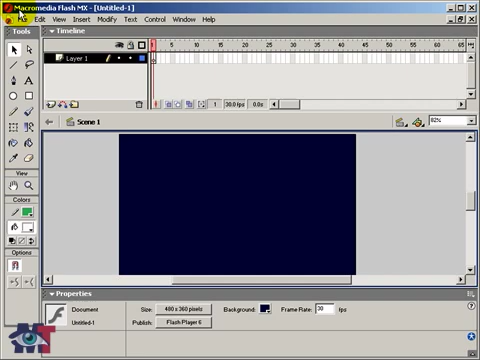 Macromedia Flash MX - [Untitled-1]
Edit View Insert Modify Text Control Window Help
Tools
Timeline
1 5 10 15 20 25 30 35 40 45 50 55 60 65
Layer 1
1 30.0 fps 0.0s
Scene 1
82%
View
Colors
Options
Properties
Document
Untitled-1
Size: 480 x 360 pixels
Background:
Frame Rate: 30 fps
Publish: Flash Player 6
MT